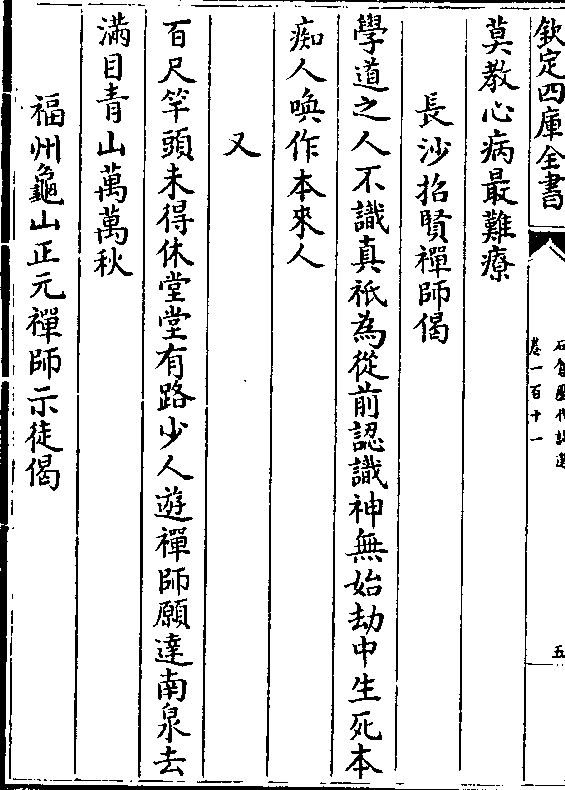 欽定四庫全書
石倉歷代詩選
卷一百十一
五
莫教心病最難療
長沙招賢禪師偈
學道之人不識真祇為從前認識神無始劫中生死本
痴人喚作本來人
又
百尺竿頭未得休堂堂有路少人遊禪師願達南泉去
滿目青山萬萬秋
福州龜山正元禪師示徒偈